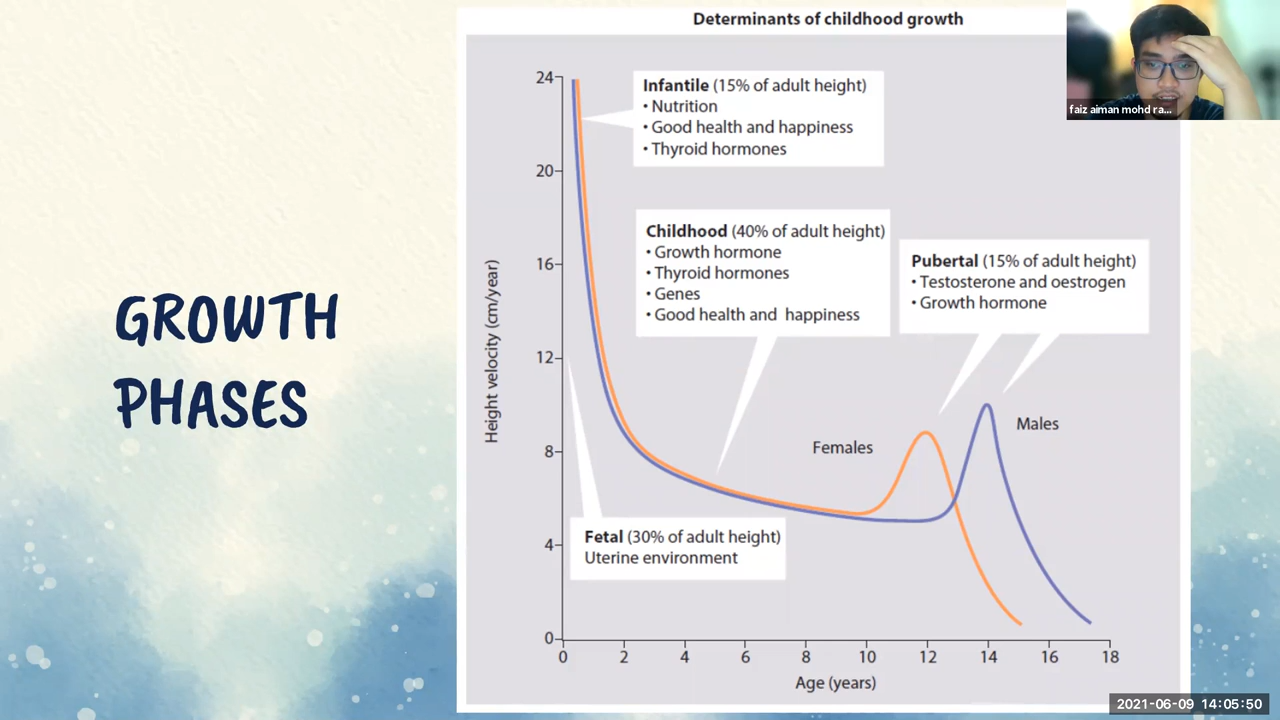 Determinants of childhood growth
faiz aiman mohd ra...
GROWTH
PHASES
Height velocity (cm/year)
24
20
16
12
8
4
0
Infantile (15% of adult height)
• Nutrition
• Good health and happiness
• Thyroid hormones
Childhood (40% of adult height)
• Growth hormone
• Thyroid hormones
• Genes
• Good health and happiness
Pubertal (15% of adult height)
• Testosterone and oestrogen
• Growth hormone
Females
Males
Fetal (30% of adult height)
Uterine environment
0 2 4 6 8 10 12 14 16 18
Age (years)
2021-06-09 14:05:50